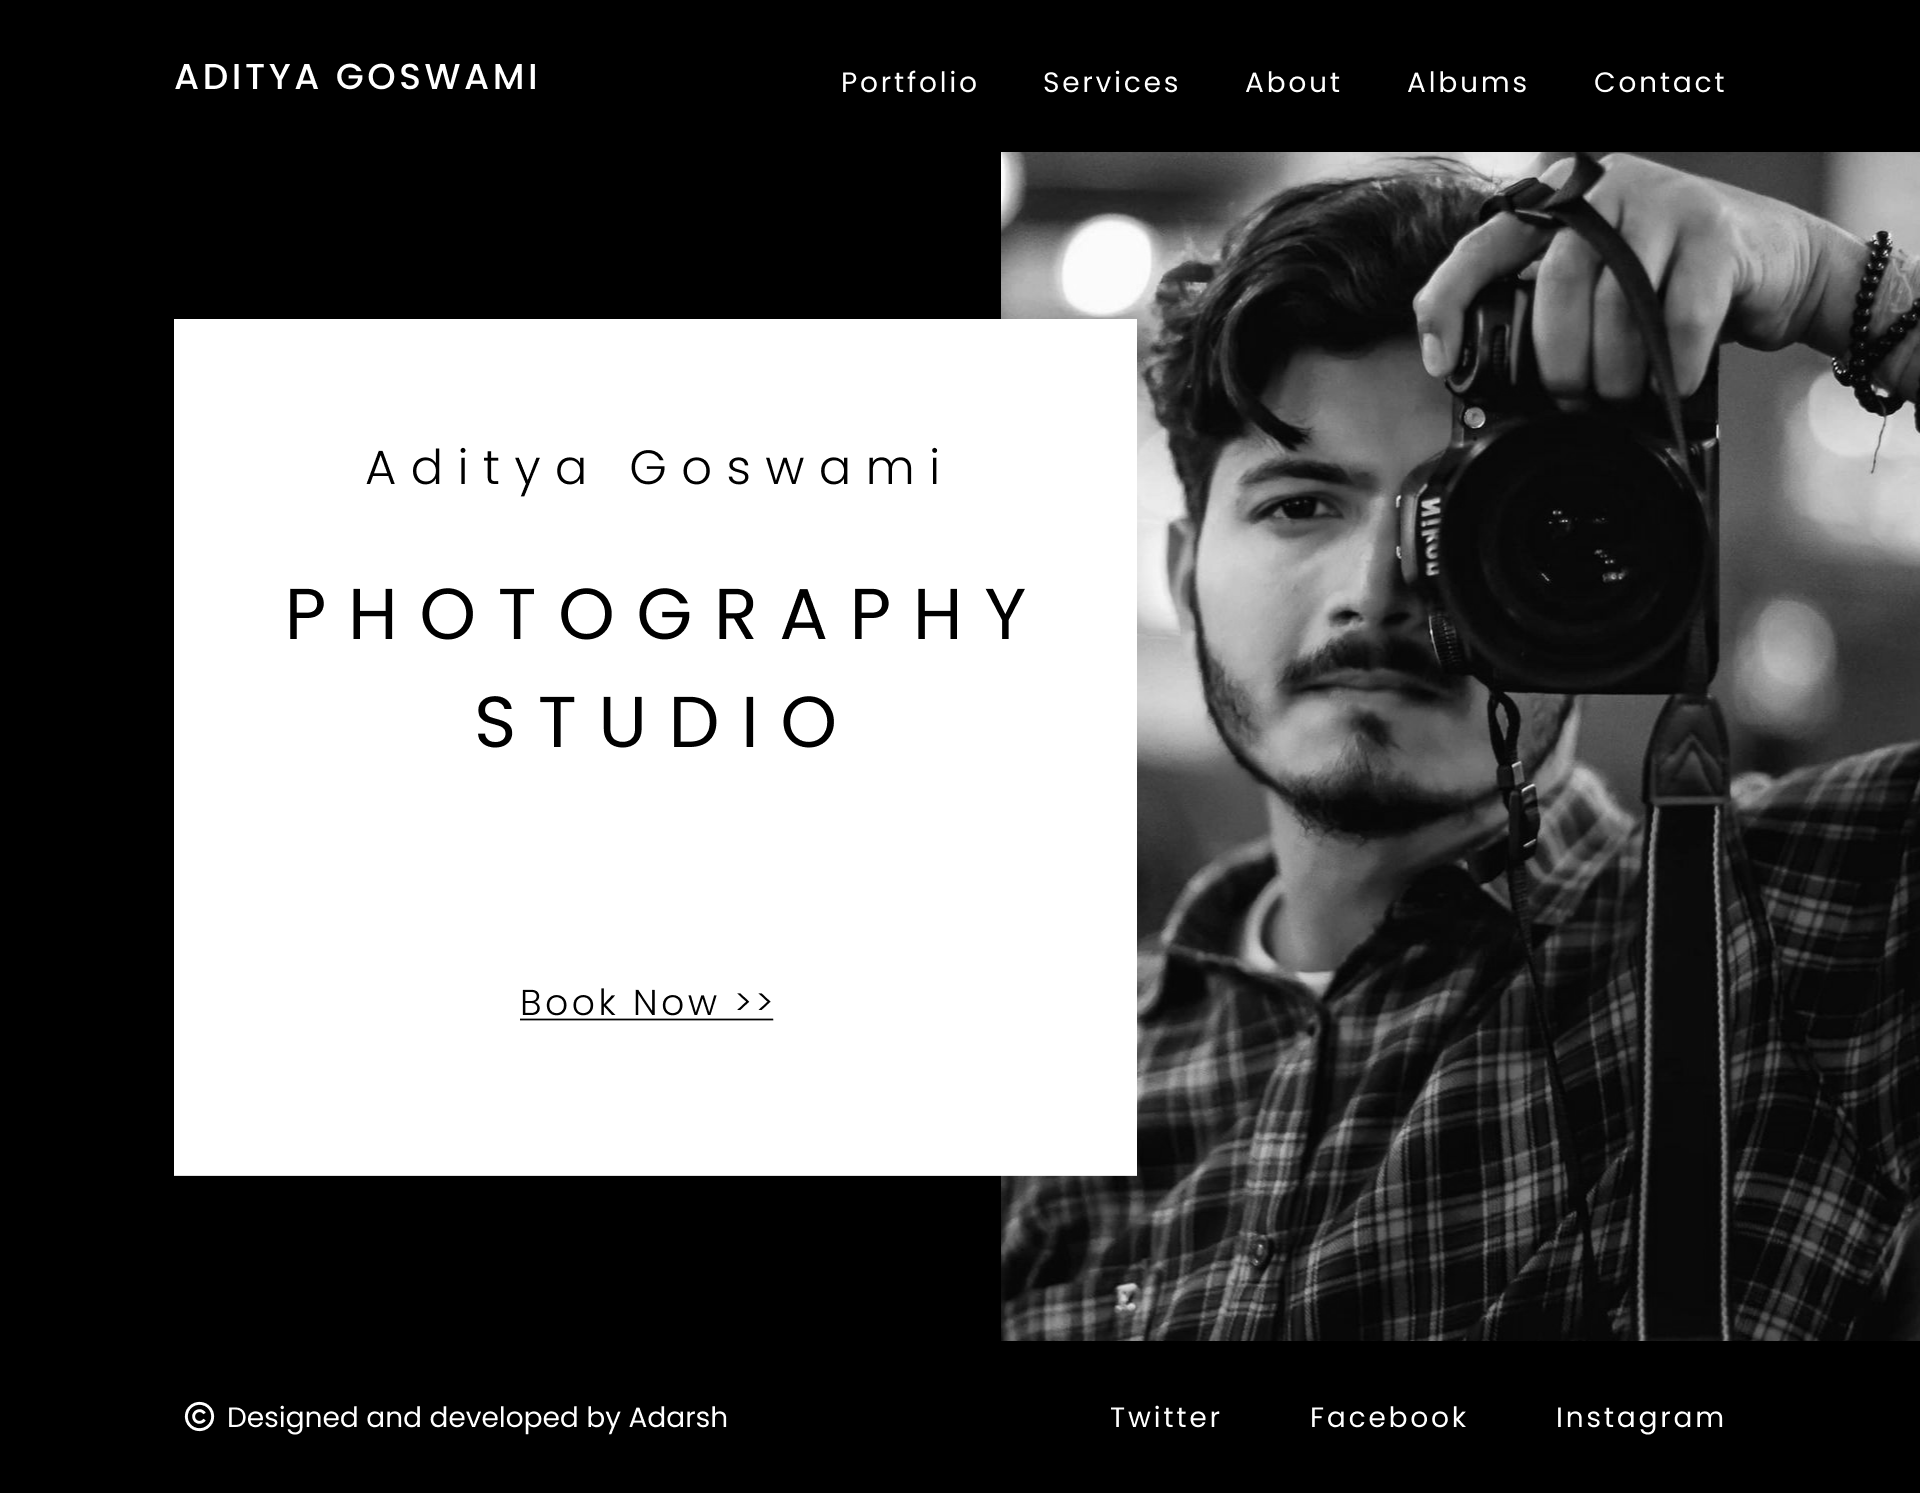 ADITYA GOSWAMI
Portfolio Services About Albums Contact
Aditya Goswami
PHOTOGRAPHY
STUDIO
Book Now >>
Nikon
© Designed and developed by Adarsh
Twitter Facebook Instagram